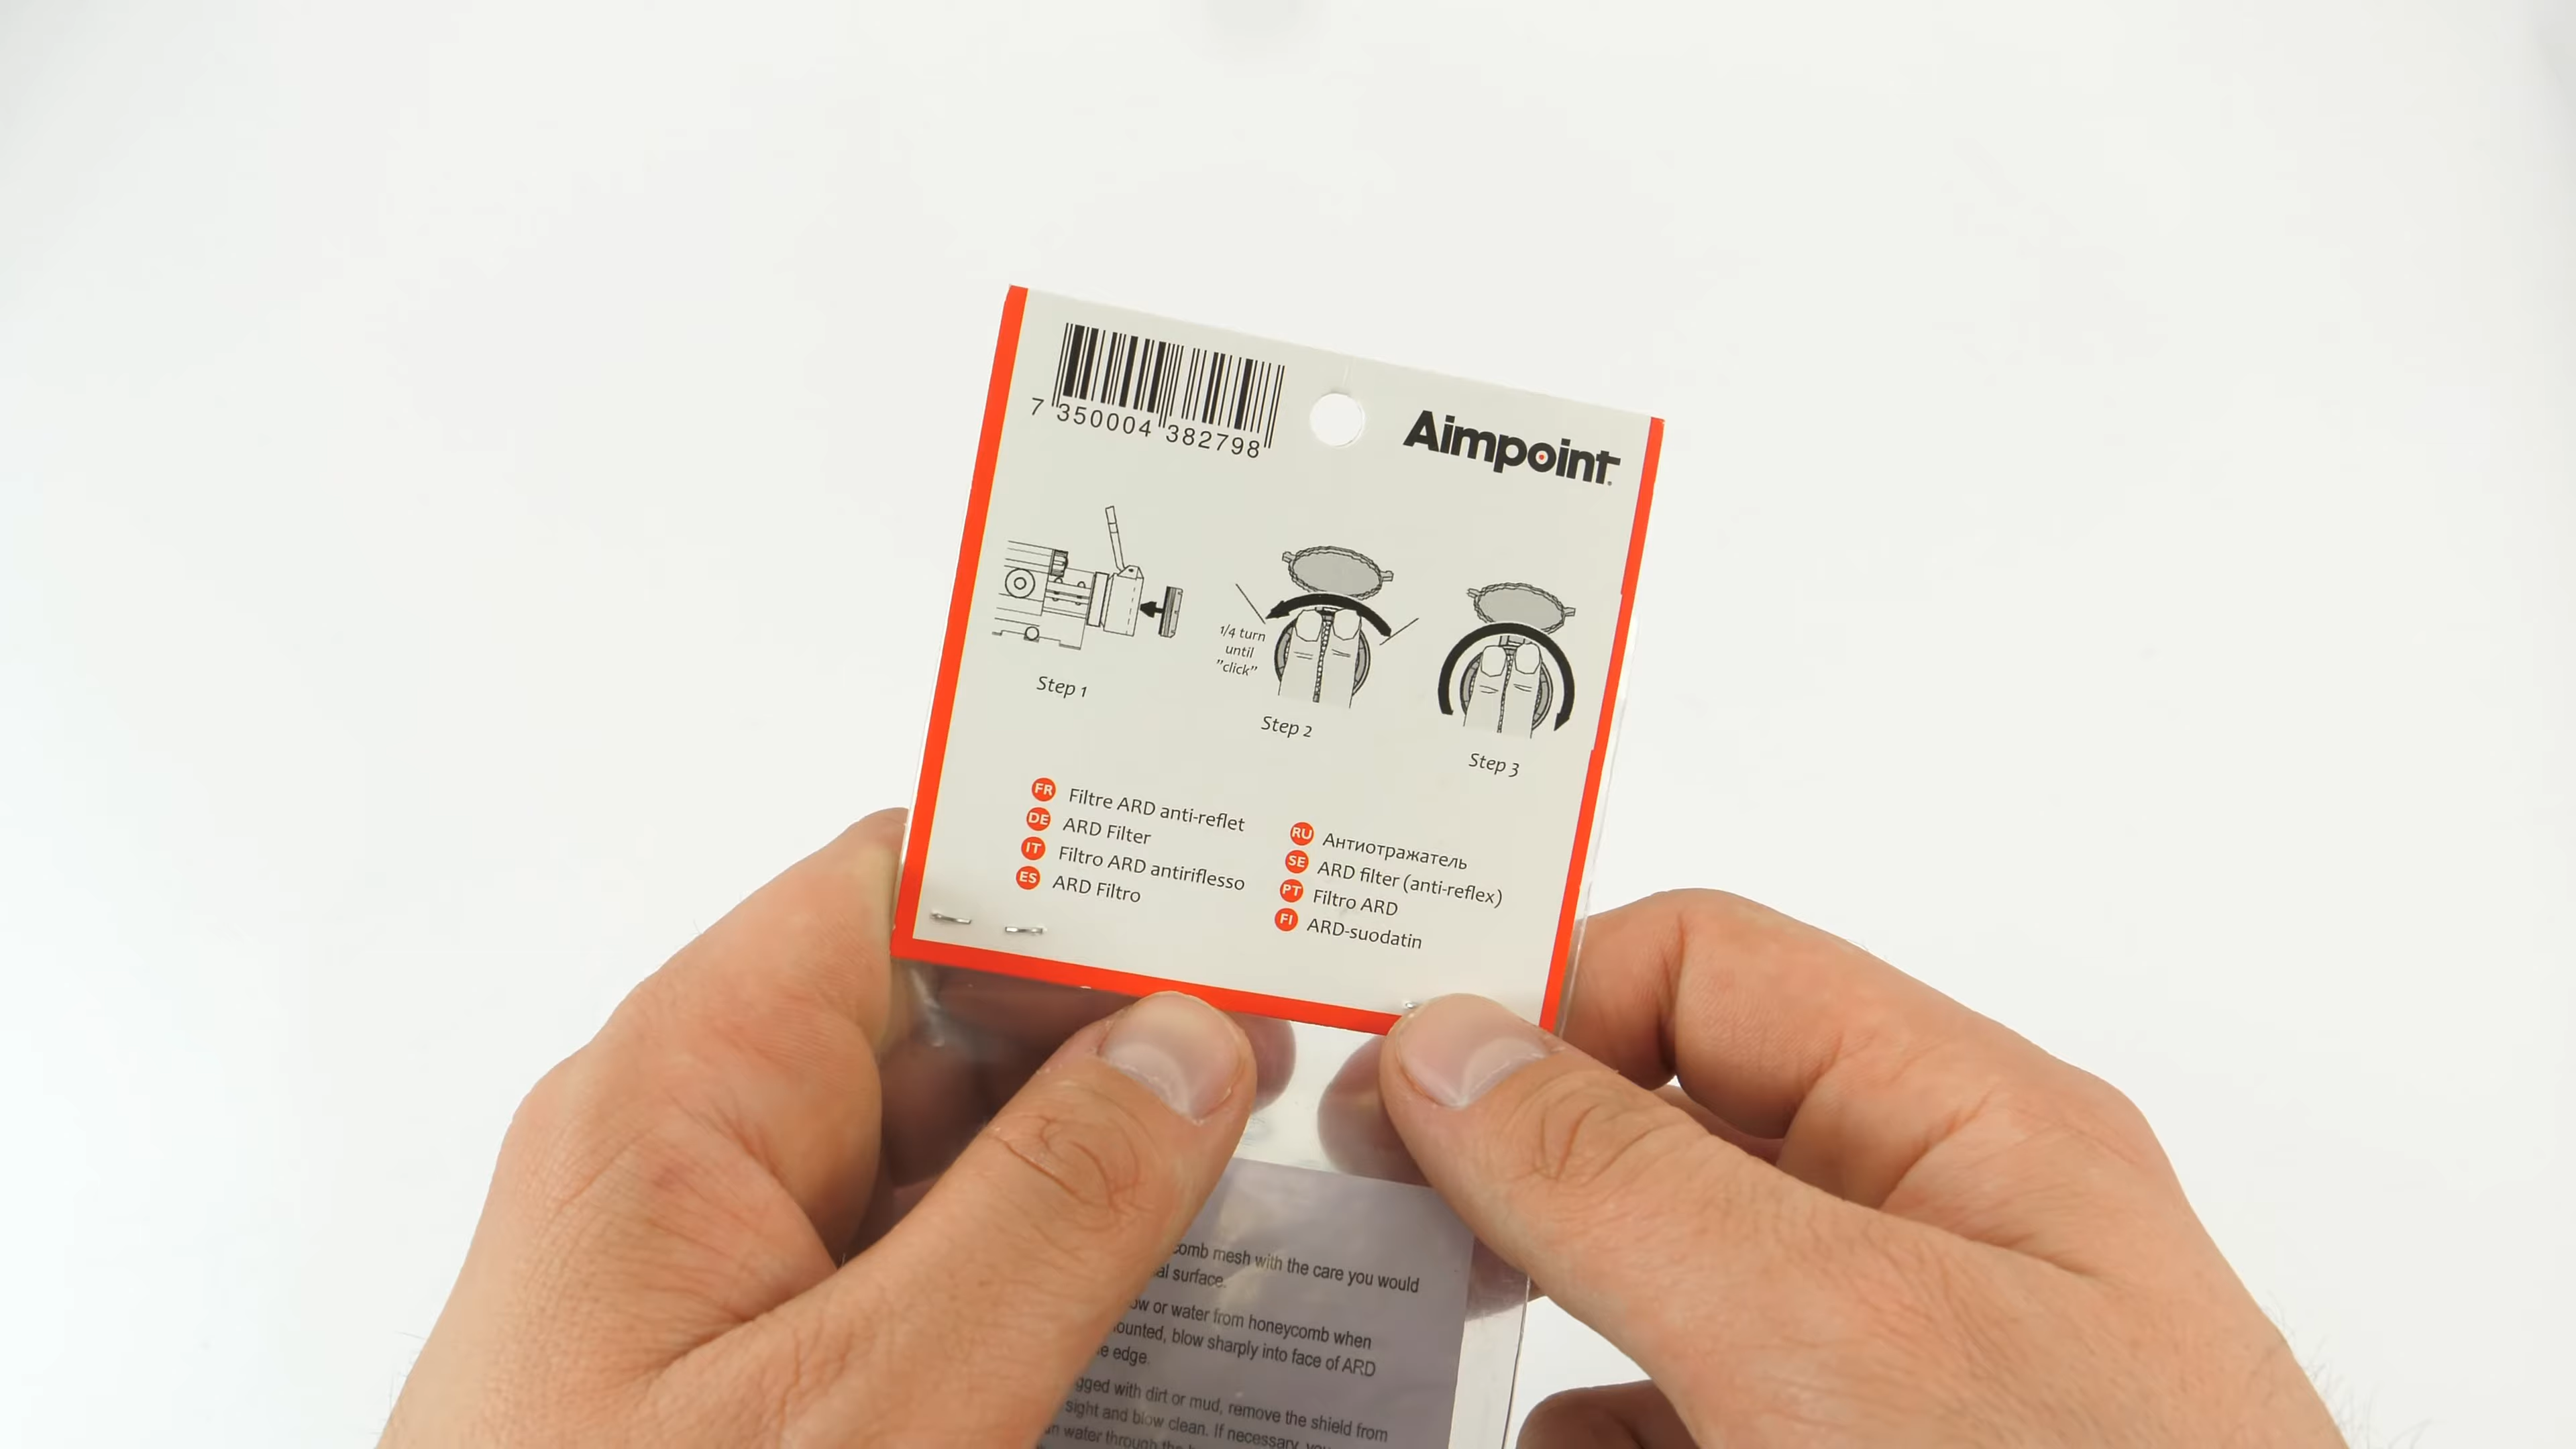 7 350004 382798
Aimpoint
1/4 turn
until
"click"
Step 1
Step 2
Step 3
FR Filtre ARD anti-reflet
DE ARD Filter
IT Filtro ARD antiriflesso
ES ARD Filtro
RU Антиотражатель
SE ARD filter (anti-reflex)
PT Filtro ARD
FI ARD-suodatin
mesh with the care you would
surface.
or water from honeycomb when
blow sharply into face of ARD
edge.
with dirt or mud, remove the shield from
sight and blow clean. If necessary,
water through the